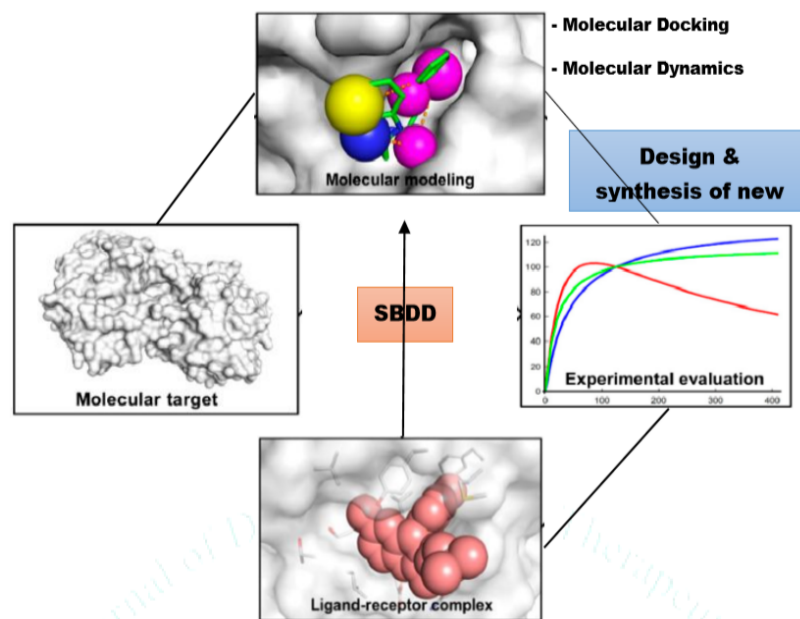 - Molecular Docking
- Molecular Dynamics
Molecular modeling
Design &
synthesis of new
Molecular target
SBDD
120
100
80
60
40
20
0
0 100 200 300 400
Experimental evaluation
Ligand-receptor complex